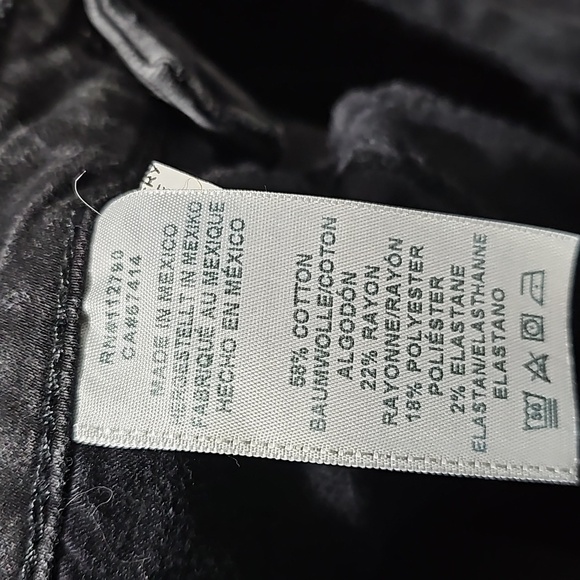 RN#112790
CA#67414
MADE IN MEXICO
HERGESTELLT IN MEXIKO
FABRIQUÉ AU MEXIQUE
HECHO EN MÉXICO
58% COTTON
BAUMWOLLE/COTON
ALGODÓN
22% RAYON
RAYONNE/RAYÓN
18% POLYESTER
POLIÉSTER
2% ELASTANE
ELASTAN/ELASTHANNE
ELASTANO